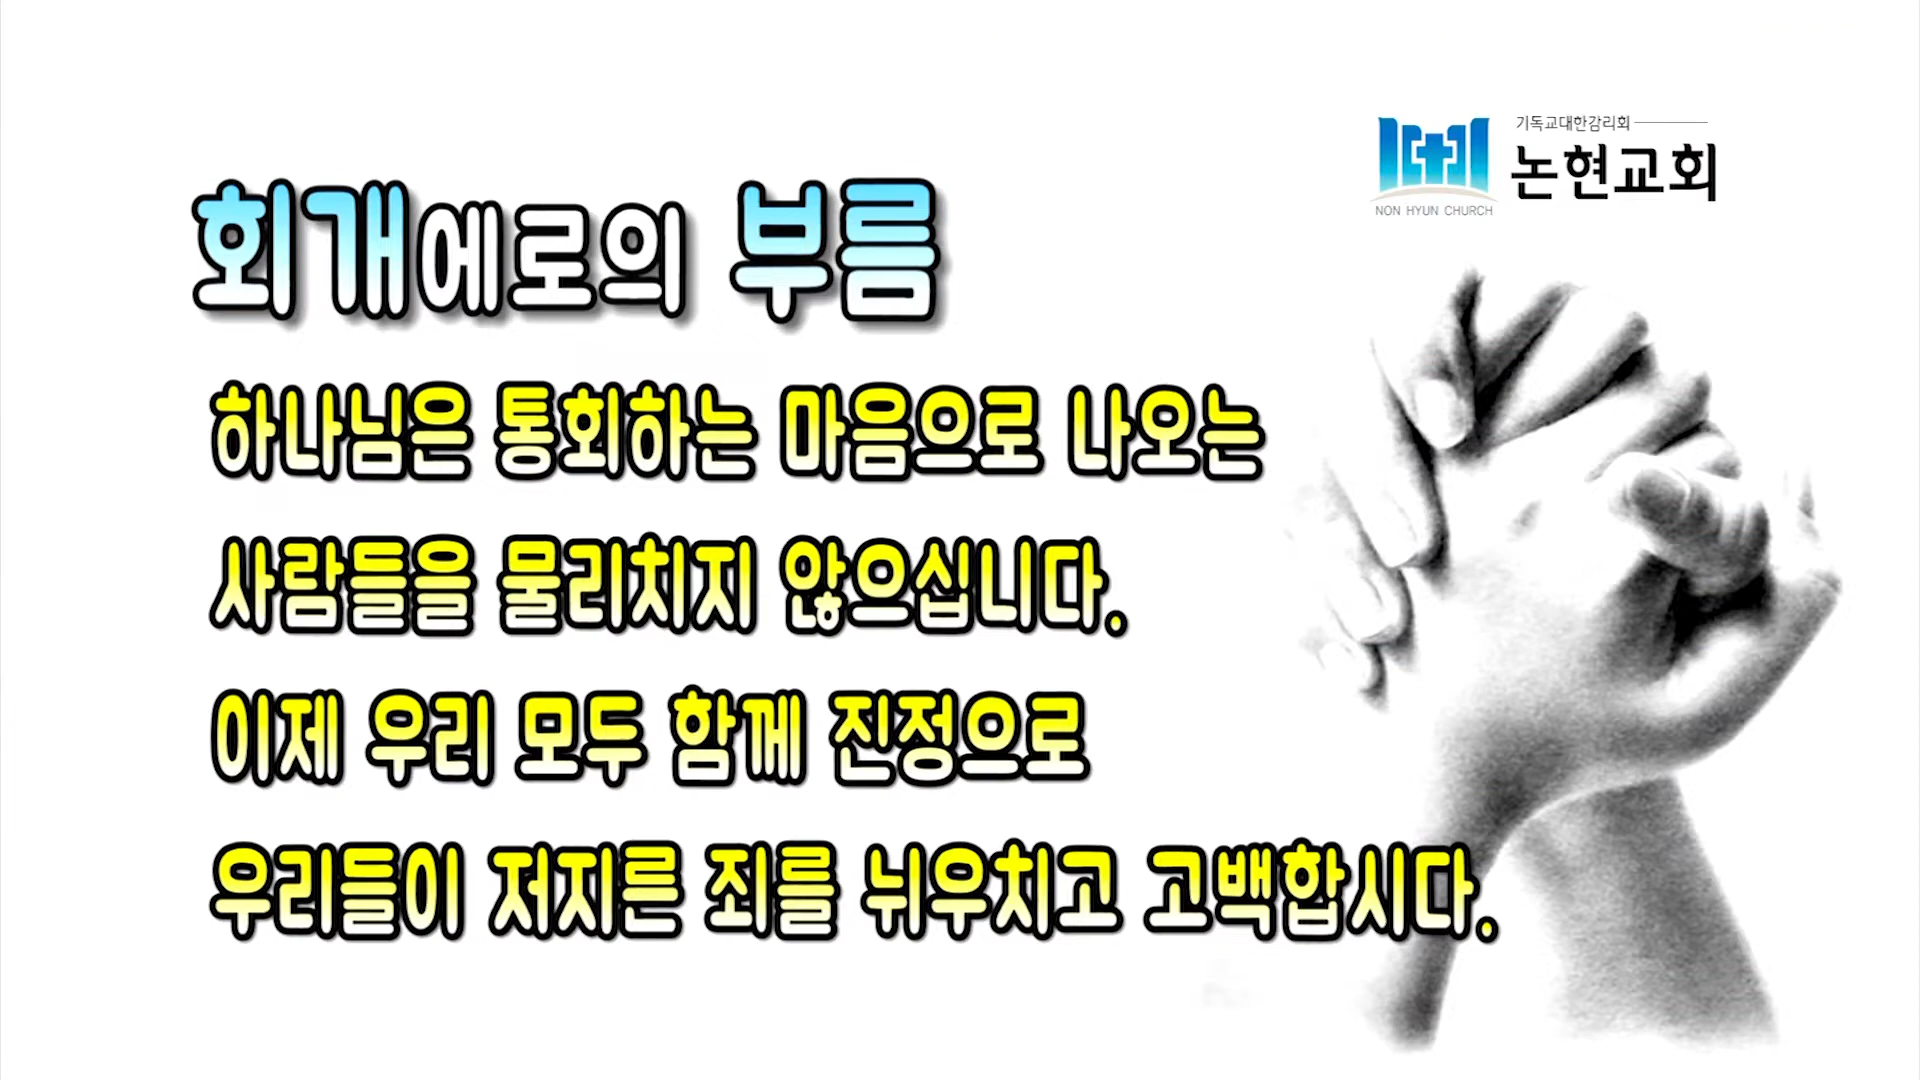 기독교대한감리회
논현교회
NON HYUN CHURCH
회개에로의 부름
하나님은 통회하는 마음으로 나오는
사람들을 물리치지 않으십니다.
이제 우리 모두 함께 진정으로
우리들이 저지른 죄를 뉘우치고 고백합시다.